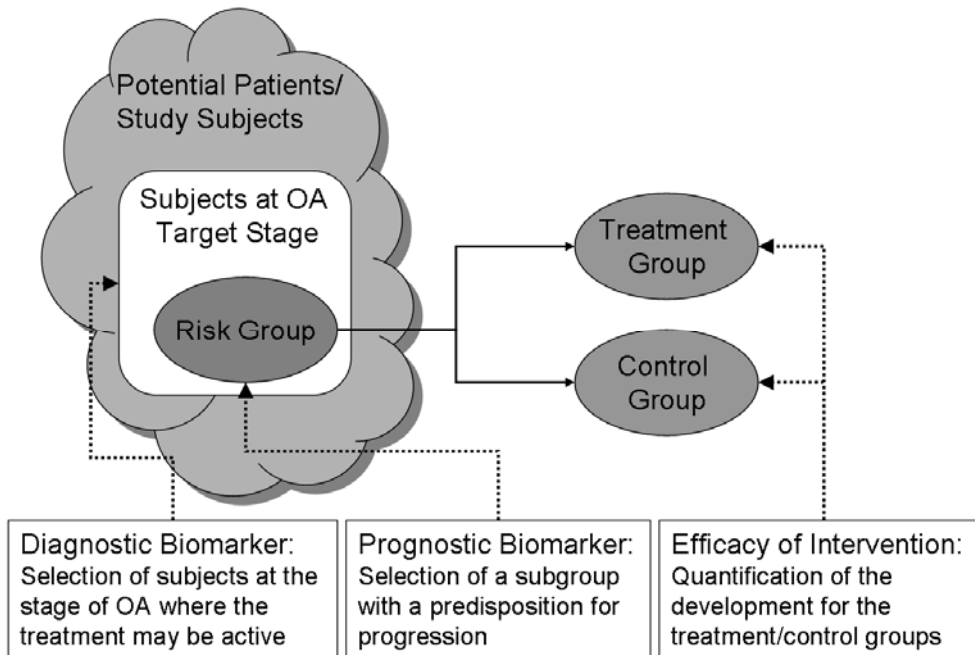 Potential Patients/
Study Subjects
Subjects at OA
Target Stage
Risk Group
Treatment
Group
Control
Group
Diagnostic Biomarker:
Selection of subjects at the
stage of OA where the
treatment may be active
Prognostic Biomarker:
Selection of a subgroup
with a predisposition for
progression
Efficacy of Intervention:
Quantification of the
development for the
treatment/control groups